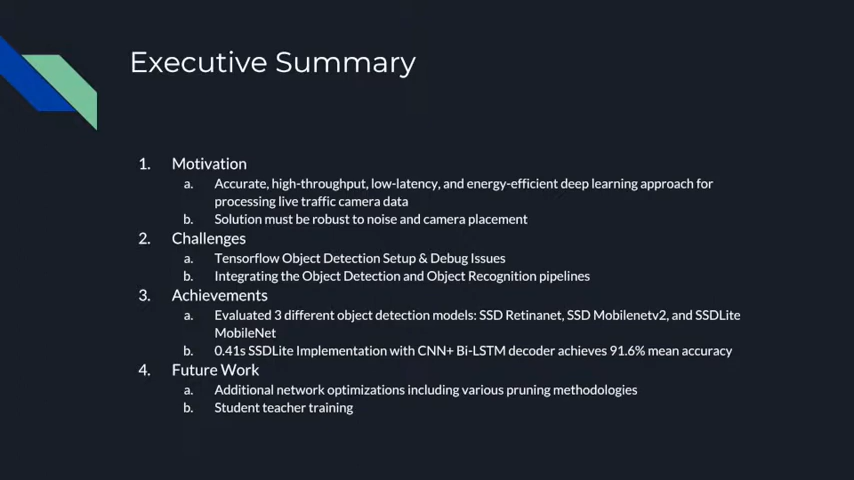 Executive Summary
1. Motivation
a. Accurate, high-throughput, low-latency, and energy-efficient deep learning approach for
processing live traffic camera data
b. Solution must be robust to noise and camera placement
2. Challenges
a. Tensorflow Object Detection Setup & Debug Issues
b. Integrating the Object Detection and Object Recognition pipelines
3. Achievements
a. Evaluated 3 different object detection models: SSD Retinanet, SSD Mobilenetv2, and SSDLite
MobileNet
b. 0.41s SSDLite Implementation with CNN+ Bi-LSTM decoder achieves 91.6% mean accuracy
4. Future Work
a. Additional network optimizations including various pruning methodologies
b. Student teacher training